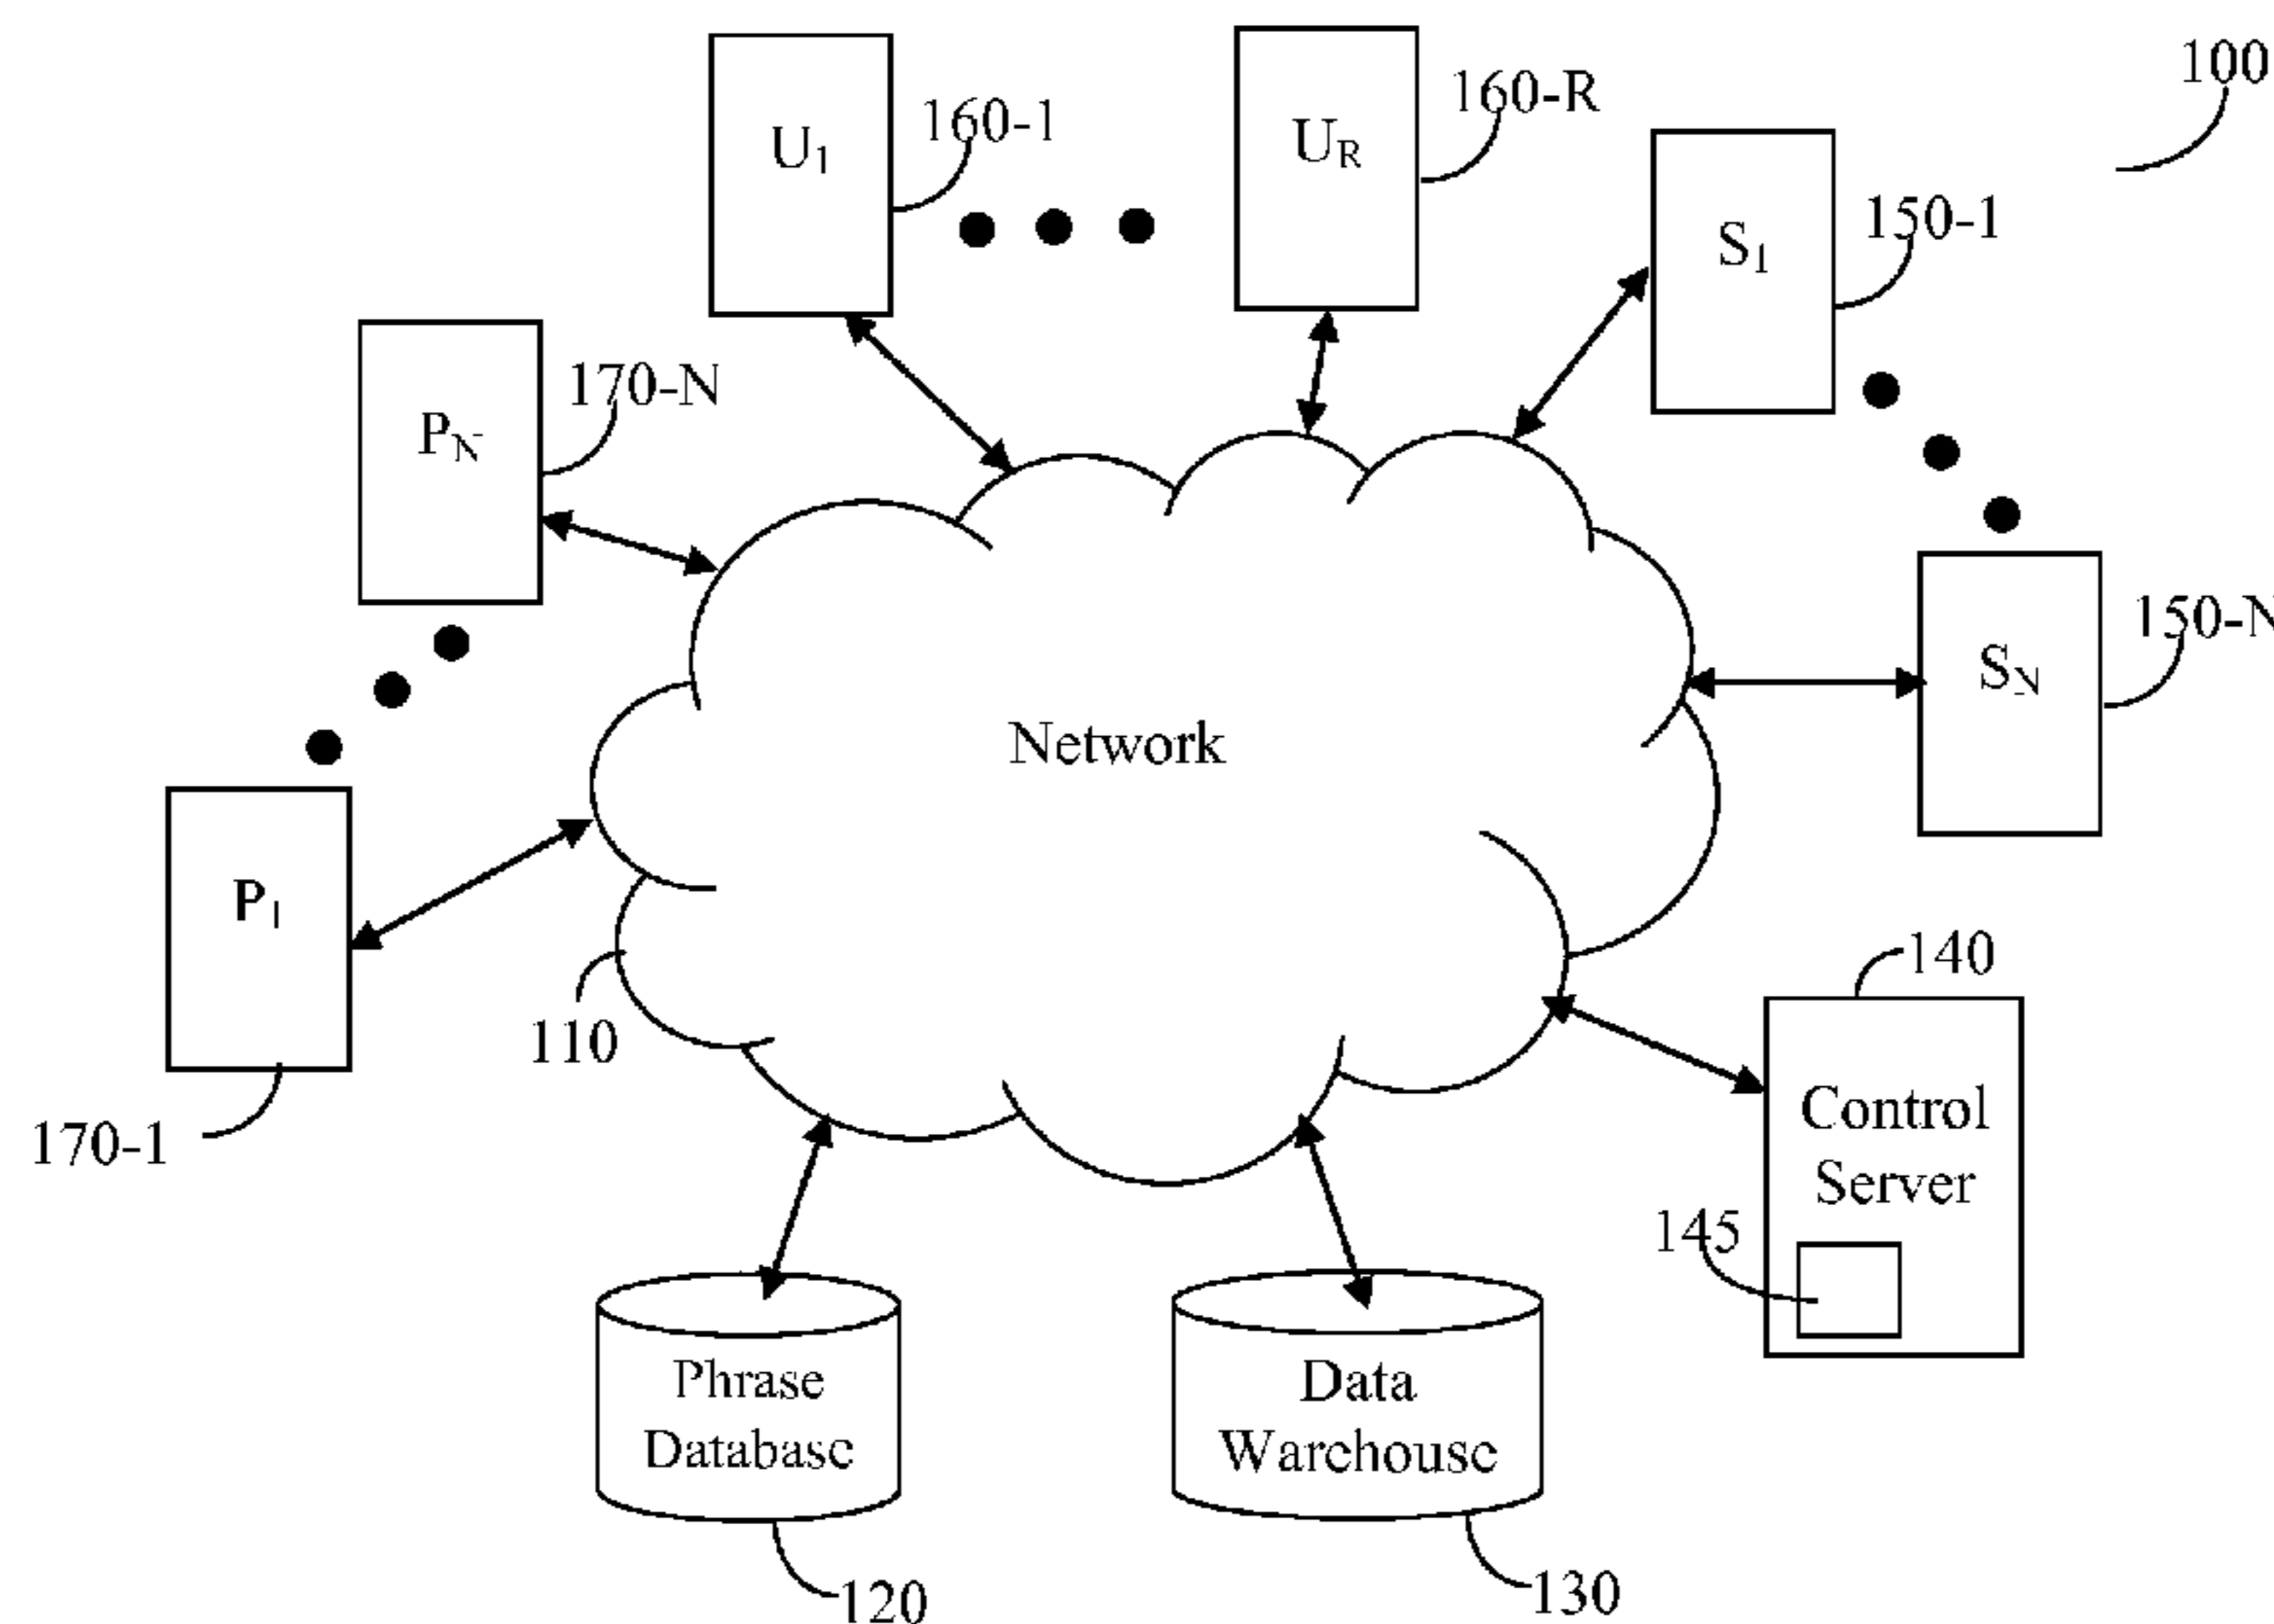 100
U1
160-1
UR
160-R
S1
150-1
PN
170-N
SN
150-N
Network
P1
110
170-1
140
Control
Server
145
Phrase
Database
Data
Warehouse
120
130